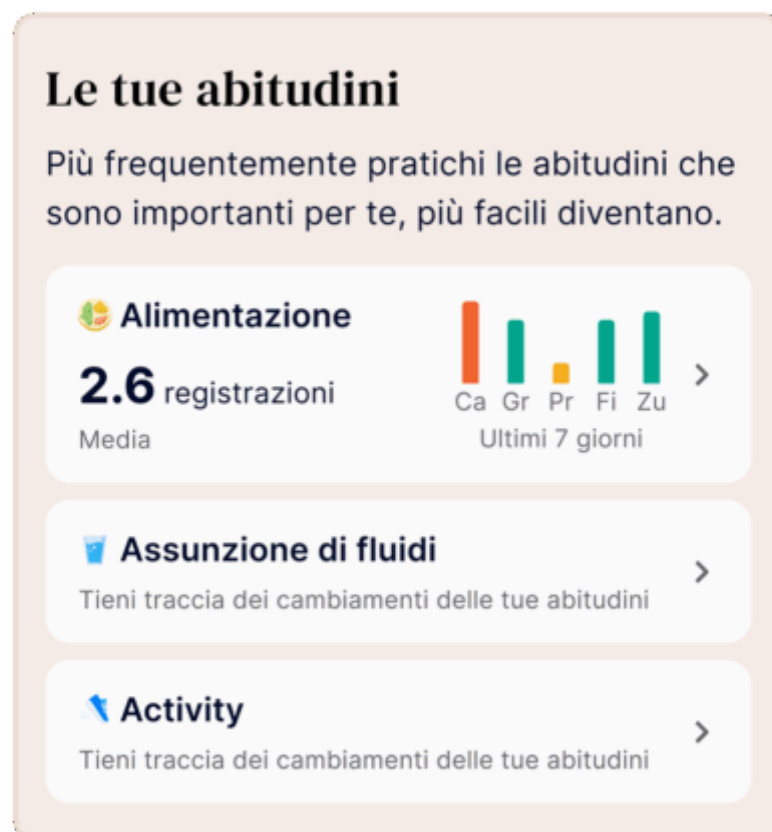 Le tue abitudini
Più frequentemente pratichi le abitudini che
sono importanti per te, più facili diventano.
Alimentazione
2.6 registrazioni
Media
Ca Gr Pr Fi Zu
Ultimi 7 giorni
Assunzione di fluidi
Tieni traccia dei cambiamenti delle tue abitudini
Activity
Tieni traccia dei cambiamenti delle tue abitudini